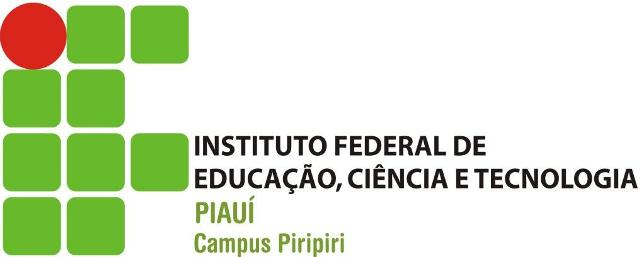 INSTITUTO FEDERAL DE
EDUCAÇÃO, CIÊNCIA E TECNOLOGIA
PIAUÍ
Campus Piripiri